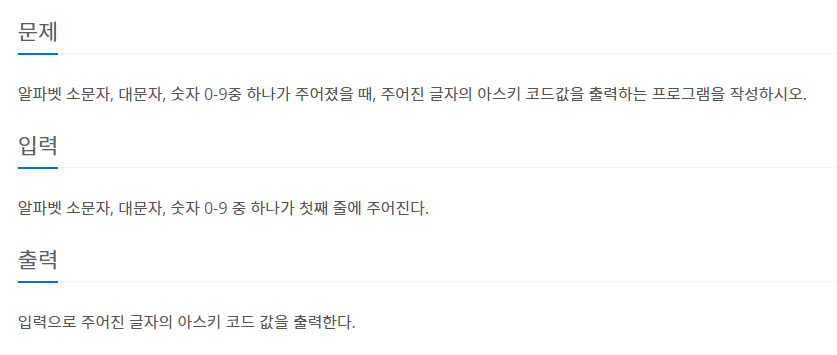 문제
알파벳 소문자, 대문자, 숫자 0-9중 하나가 주어졌을 때, 주어진 글자의 아스키 코드값을 출력하는 프로그램을 작성하시오.
입력
알파벳 소문자, 대문자, 숫자 0-9 중 하나가 첫째 줄에 주어진다.
출력
입력으로 주어진 글자의 아스키 코드 값을 출력한다.